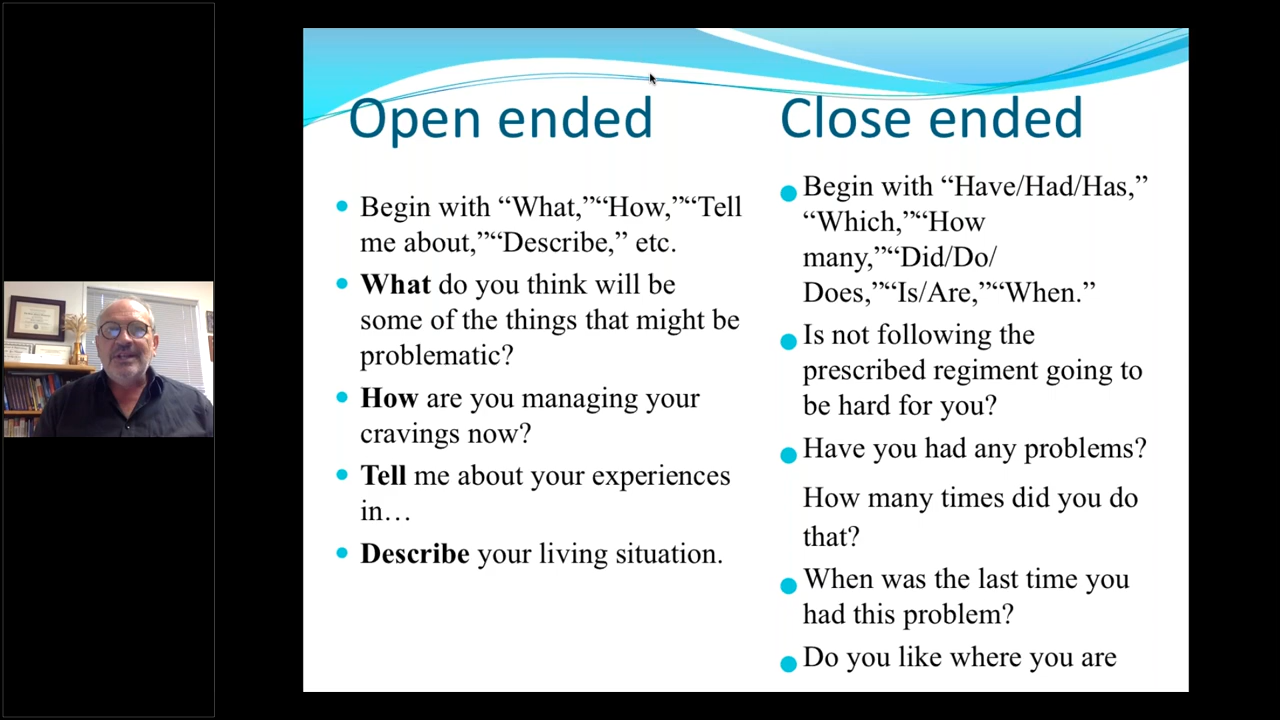 Open ended
Begin with “What,”“How,”“Tell
me about,”“Describe,” etc.
What do you think will be
some of the things that might be
problematic?
How are you managing your
cravings now?
Tell me about your experiences
in…
Describe your living situation.
Close ended
Begin with “Have/Had/Has,”
“Which,”“How
many,”“Did/Do/
Does,”“Is/Are,”“When.”
Is not following the
prescribed regiment going to
be hard for you?
Have you had any problems?
How many times did you do
that?
When was the last time you
had this problem?
Do you like where you are